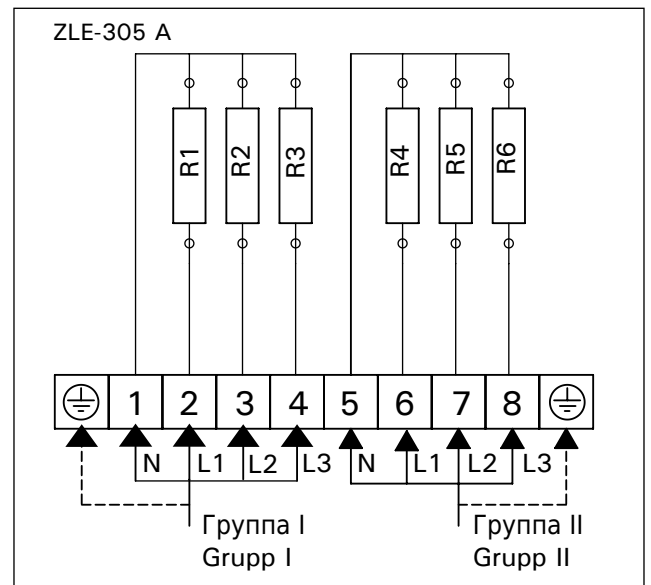 ZLE-305 A
R1 R2 R3 R4 R5 R6
1 2 3 4 5 6 7 8
N L1 L2 L3 N L1 L2 L3
Группа I Группа II
Grupp I Grupp II